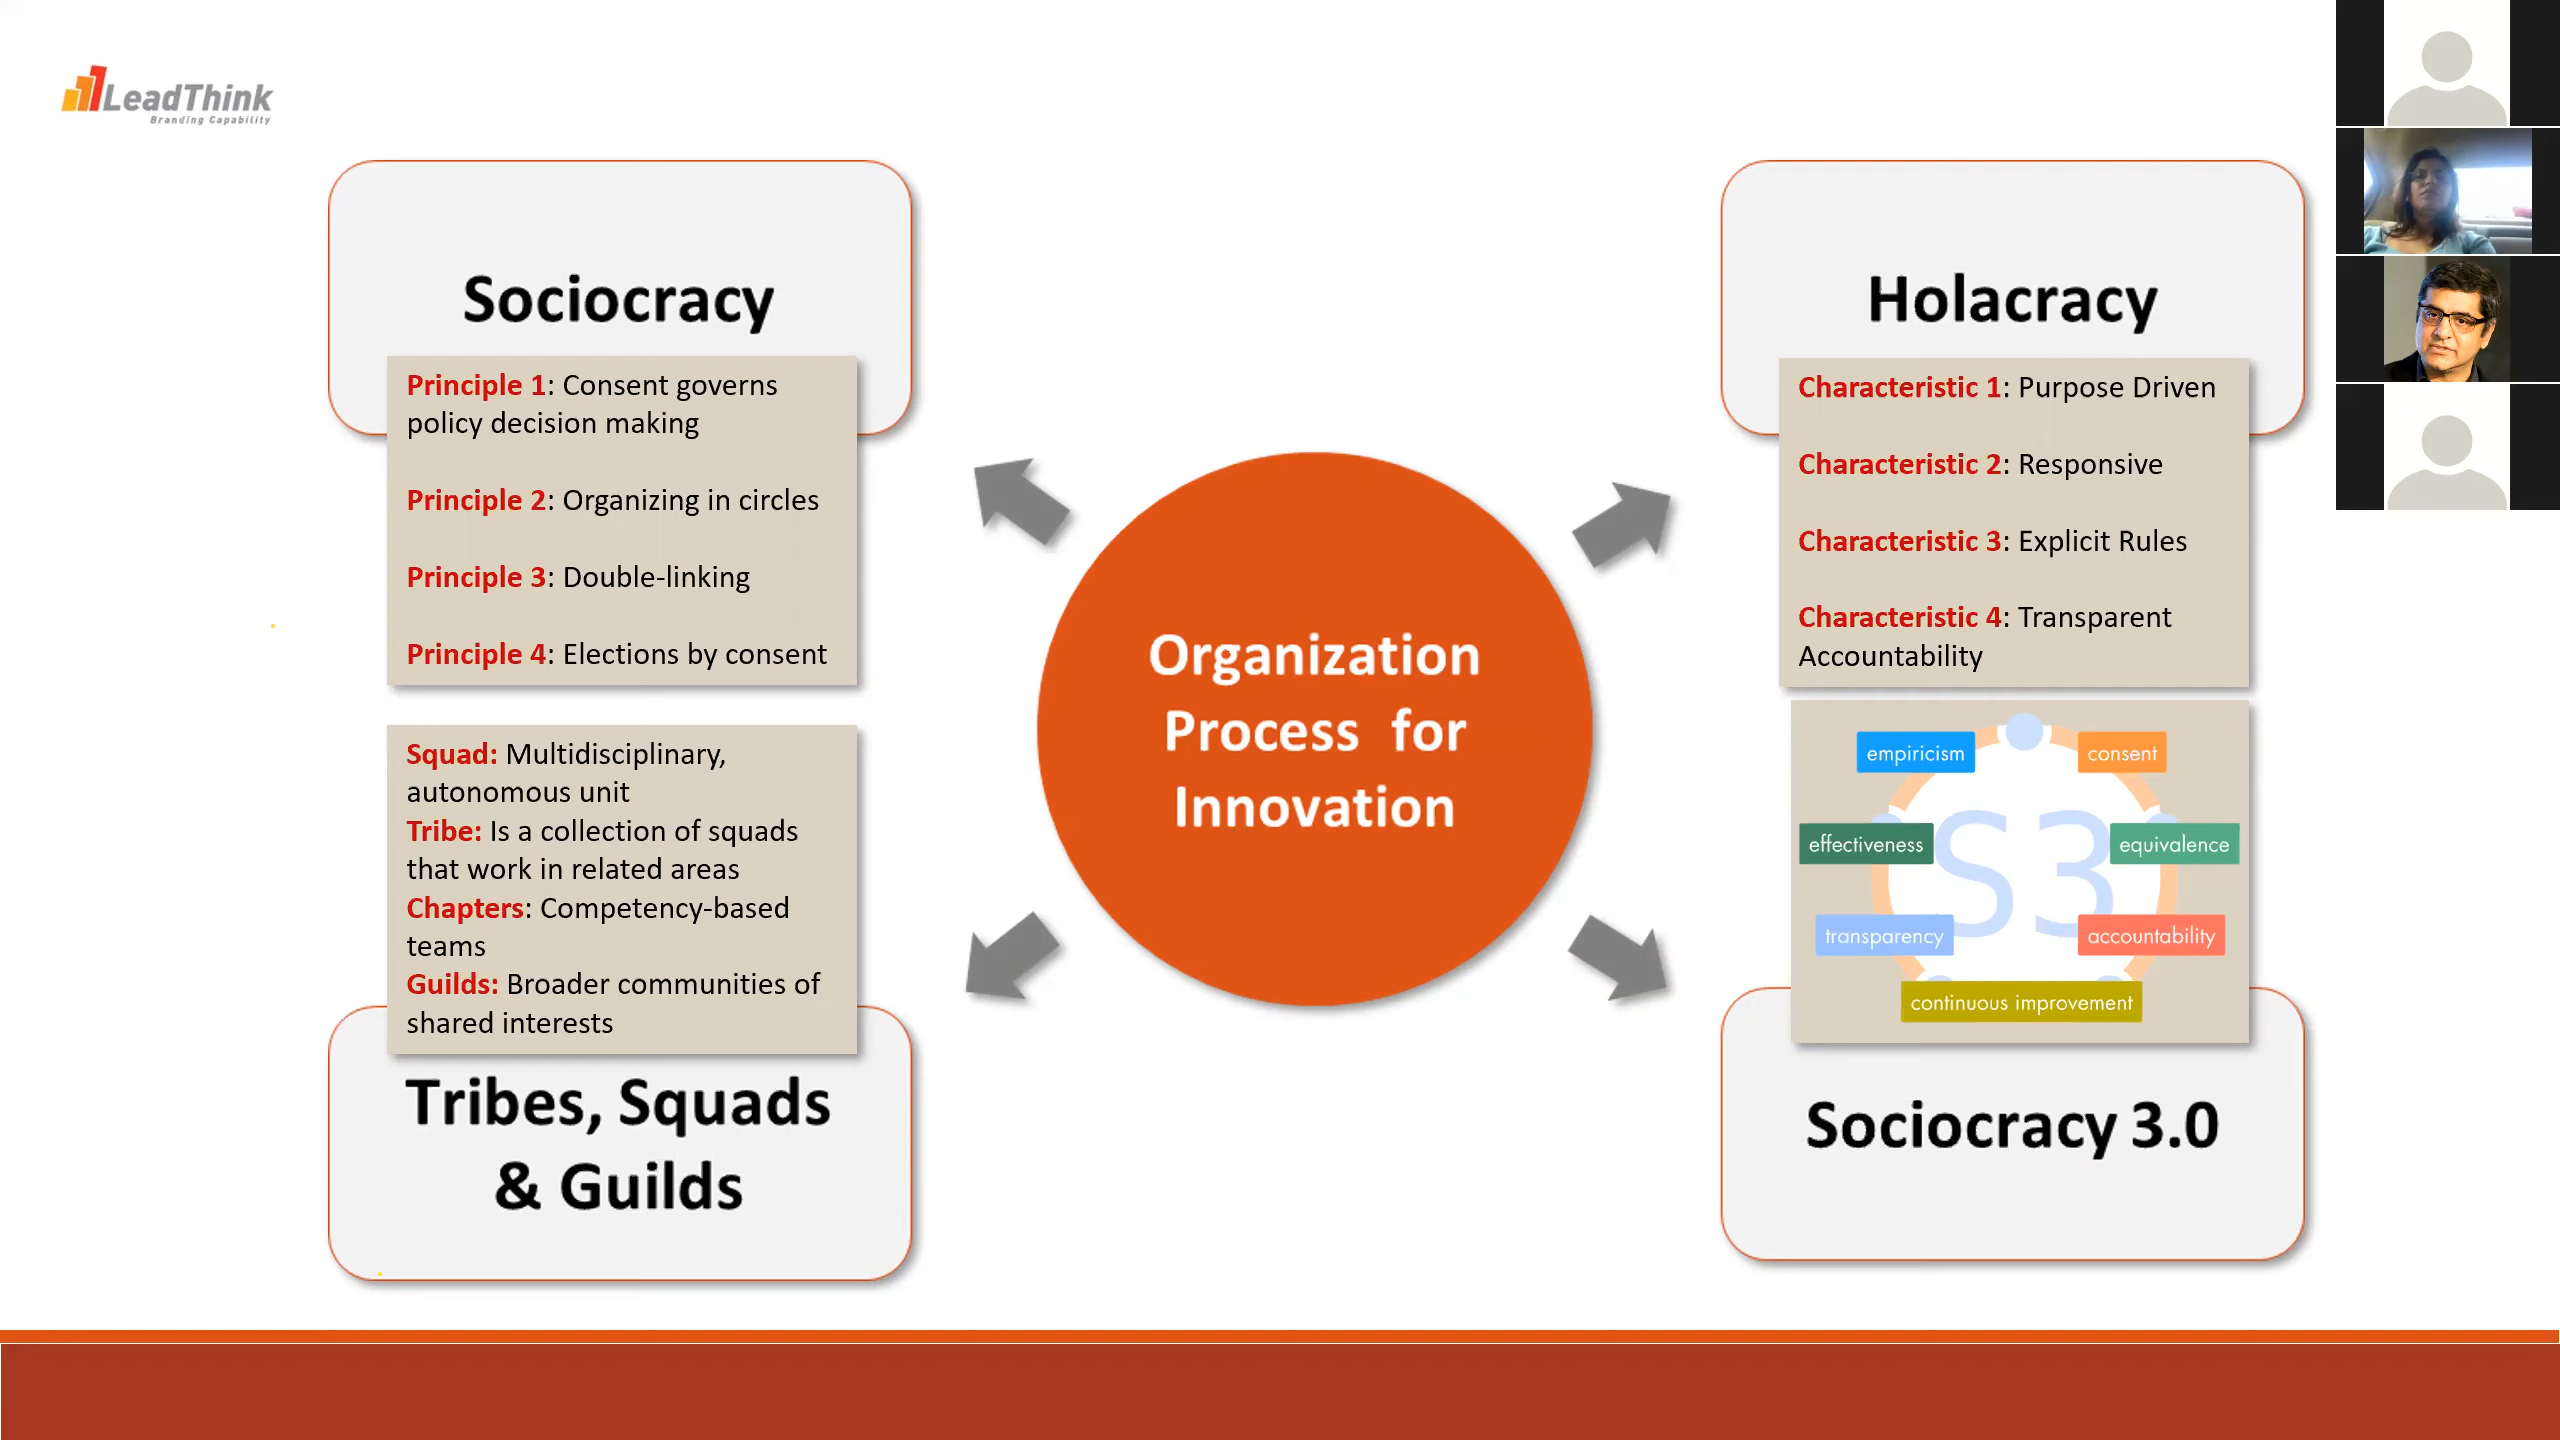 LeadThink
Branding Capability
Sociocracy
Principle 1: Consent governs
policy decision making
Principle 2: Organizing in circles
Principle 3: Double-linking
Principle 4: Elections by consent
Holacracy
Characteristic 1: Purpose Driven
Characteristic 2: Responsive
Characteristic 3: Explicit Rules
Characteristic 4: Transparent
Accountability
Organization
Process for
Innovation
Squad: Multidisciplinary,
autonomous unit
Tribe: Is a collection of squads
that work in related areas
Chapters: Competency-based
teams
Guilds: Broader communities of
shared interests
Tribes, Squads
& Guilds
empiricism
consent
effectiveness
S3
equivalence
transparency
accountability
continuous improvement
Sociocracy 3.0